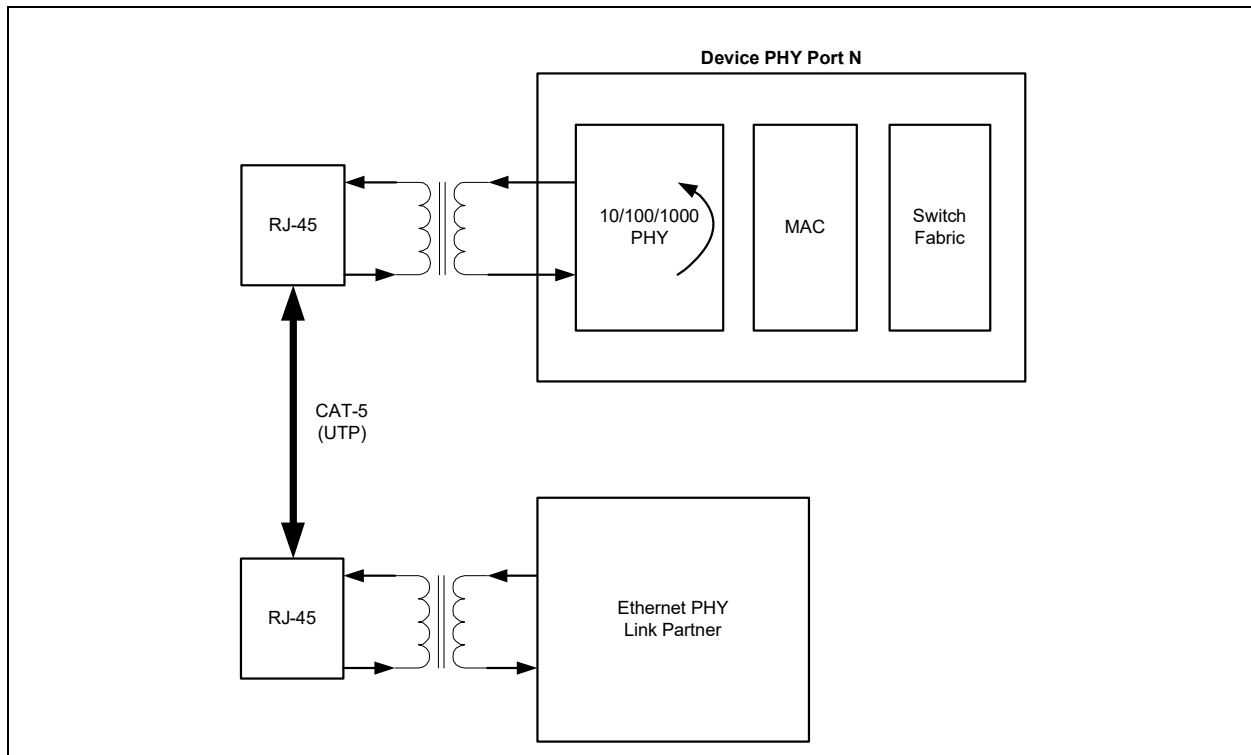 Device PHY Port N
RJ-45
10/100/1000
PHY
MAC
Switch
Fabric
CAT-5
(UTP)
RJ-45
Ethernet PHY
Link Partner